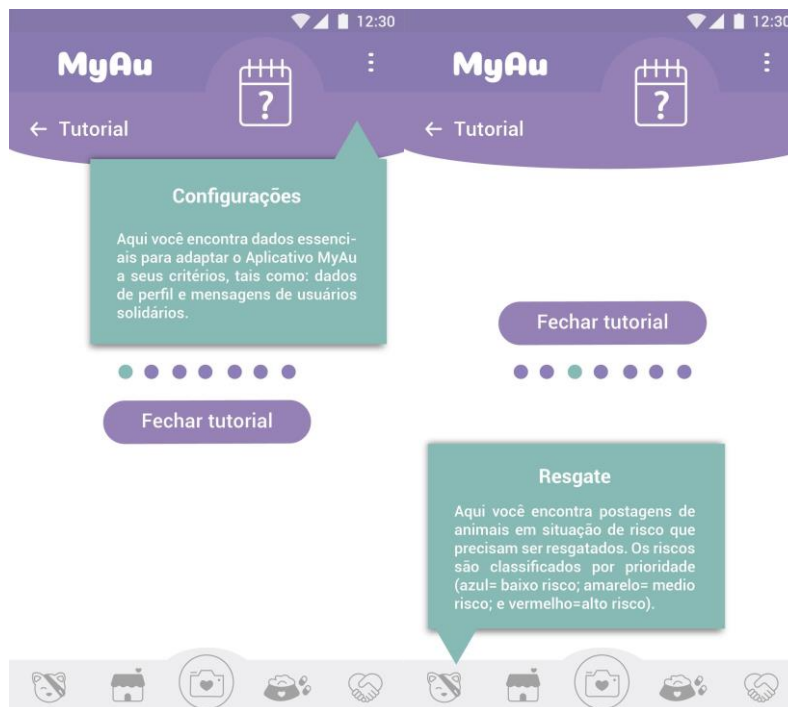 12:30
MyAu
?
← Tutorial
Configurações
Aqui você encontra dados essenci-
ais para adaptar o Aplicativo MyAu
a seus critérios, tais como: dados
de perfil e mensagens de usuários
solidários.
Fechar tutorial
12:30
MyAu
?
← Tutorial
Fechar tutorial
Resgate
Aqui você encontra postagens de
animais em situação de risco que
precisam ser resgatados. Os riscos
são classificados por prioridade
(azul= baixo risco; amarelo= medio
risco; e vermelho=alto risco).